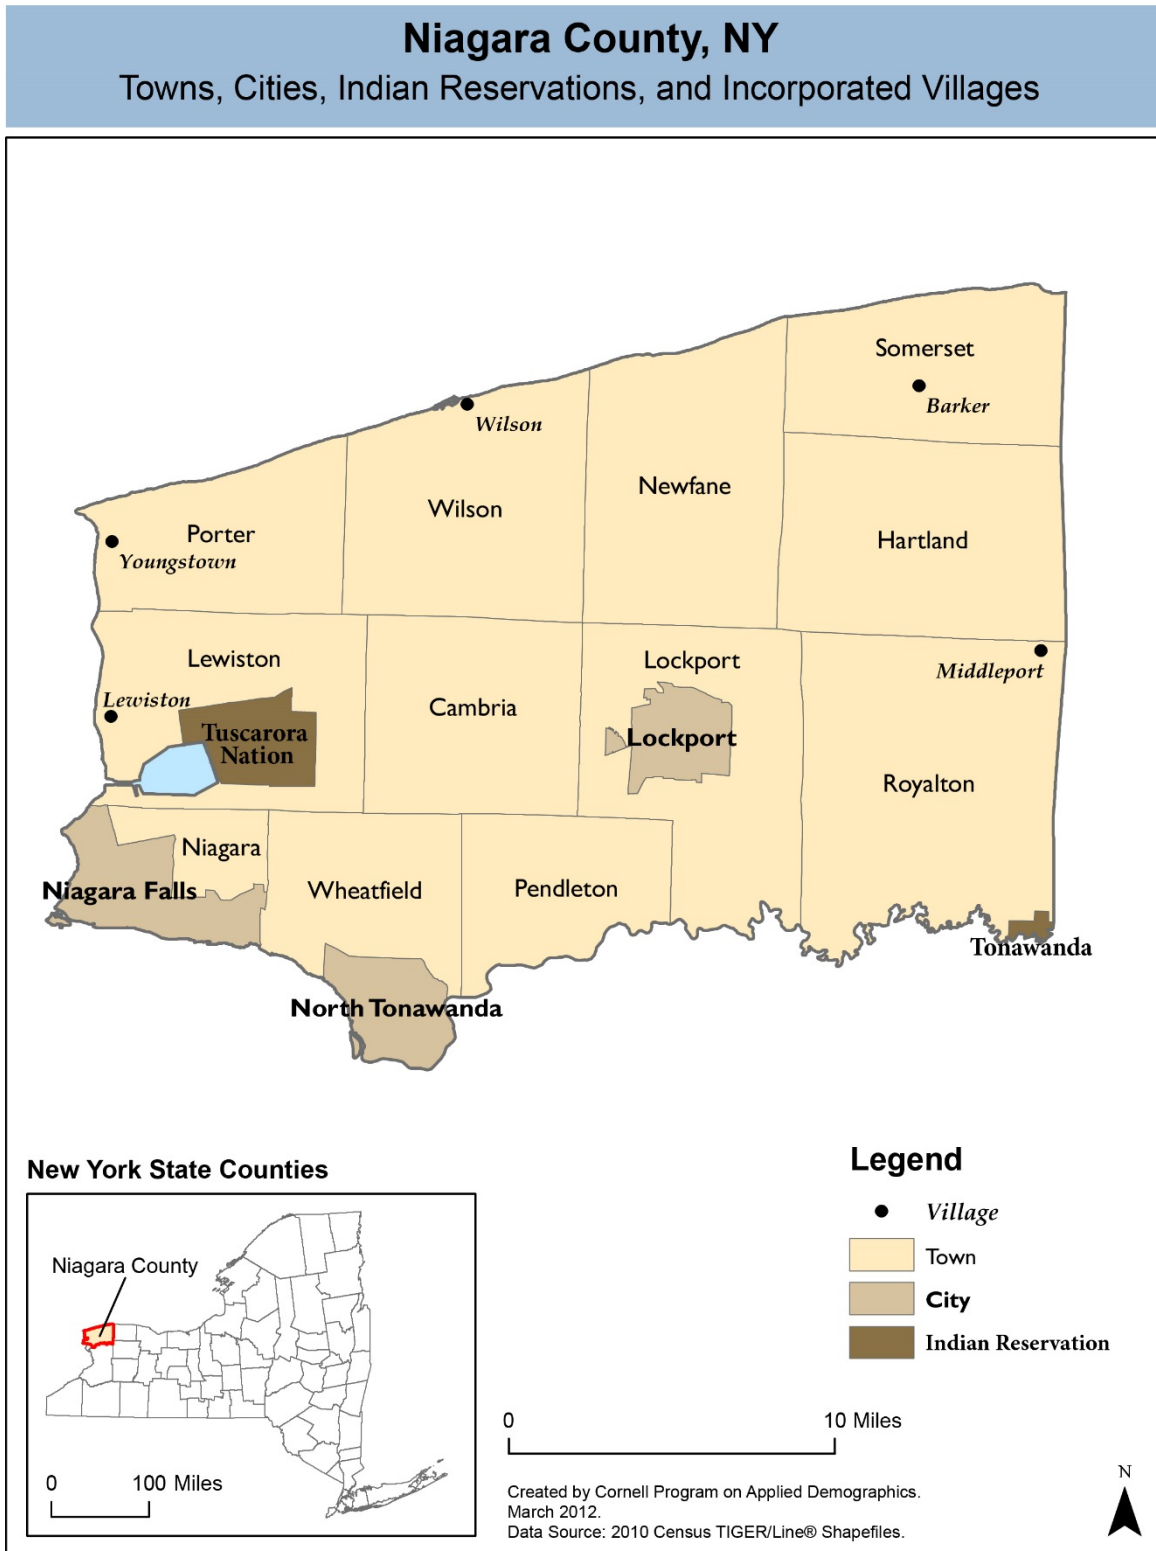 Niagara County, NY
Towns, Cities, Indian Reservations, and Incorporated Villages
Somerset
Barker
Wilson
Newfane
Wilson
Porter
Hartland
Youngstown
Lewiston
Lockport
Middleport
Lewiston
Cambria
Tuscarora
Nation
Lockport
Royalton
Niagara
Niagara Falls
Wheatfield
Pendleton
Tonawanda
North Tonawanda
New York State Counties
Niagara County
0
100 Miles
Legend
Village
Town
City
Indian Reservation
0
10 Miles
Created by Cornell Program on Applied Demographics.
March 2012.
Data Source: 2010 Census TIGER/Line® Shapefiles.
N